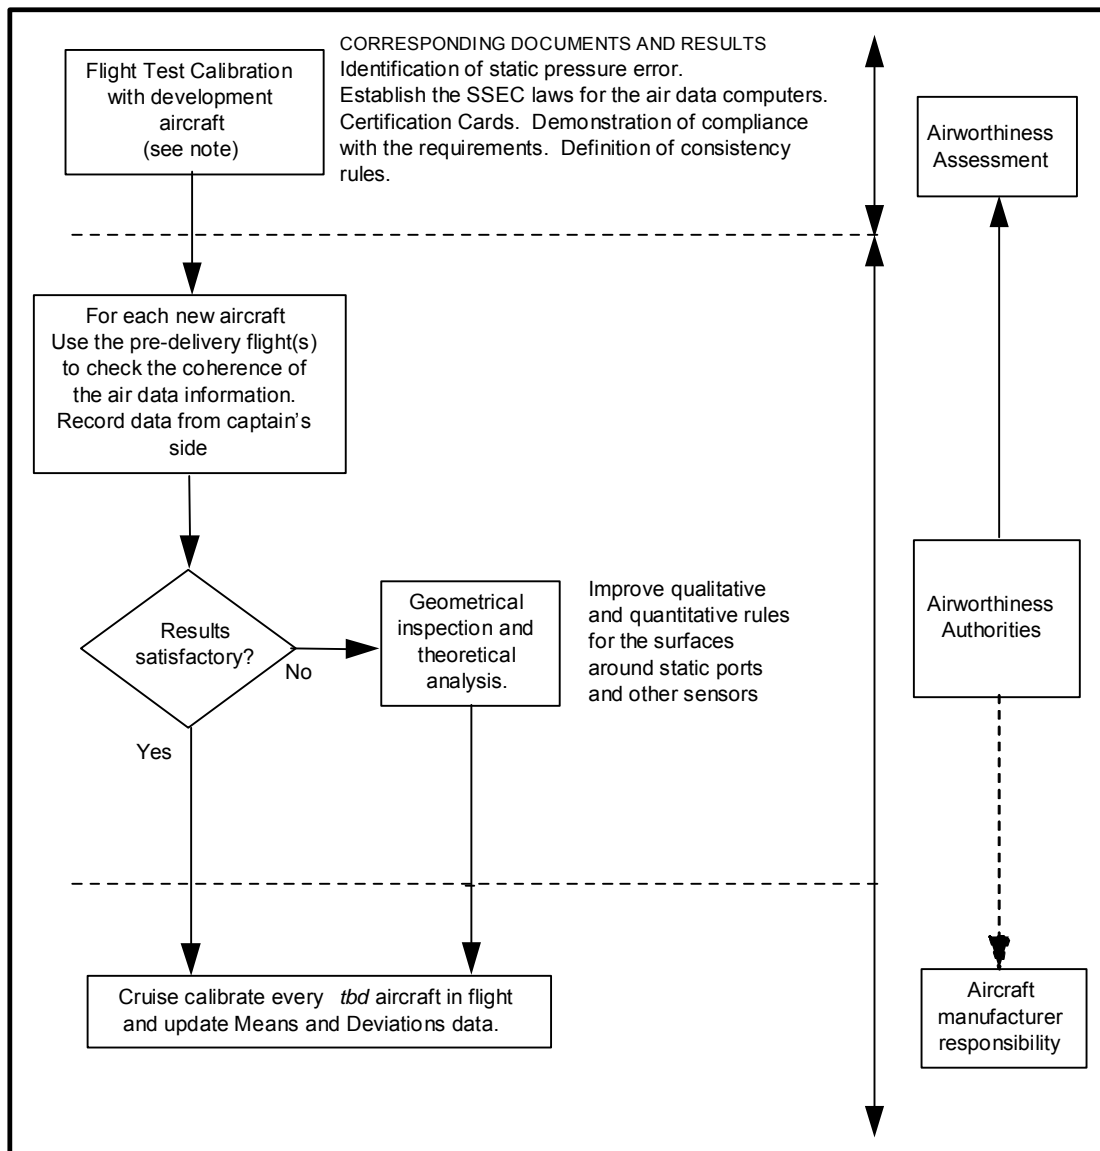 Flight Test Calibration
with development
aircraft
(see note)
CORRESPONDING DOCUMENTS AND RESULTS
Identification of static pressure error.
Establish the SSEC laws for the air data computers.
Certification Cards.  Demonstration of compliance
with the requirements.  Definition of consistency
rules.
Airworthiness
Assessment
For each new aircraft
Use the pre-delivery flight(s)
to check the coherence of
the air data information.
Record data from captain's
side
Results
satisfactory?
No
Yes
Geometrical
inspection and
theoretical
analysis.
Improve qualitative
and quantitative rules
for the surfaces
around static ports
and other sensors
Airworthiness
Authorities
Cruise calibrate every tbd aircraft in flight
and update Means and Deviations data.
Aircraft
manufacturer
responsibility